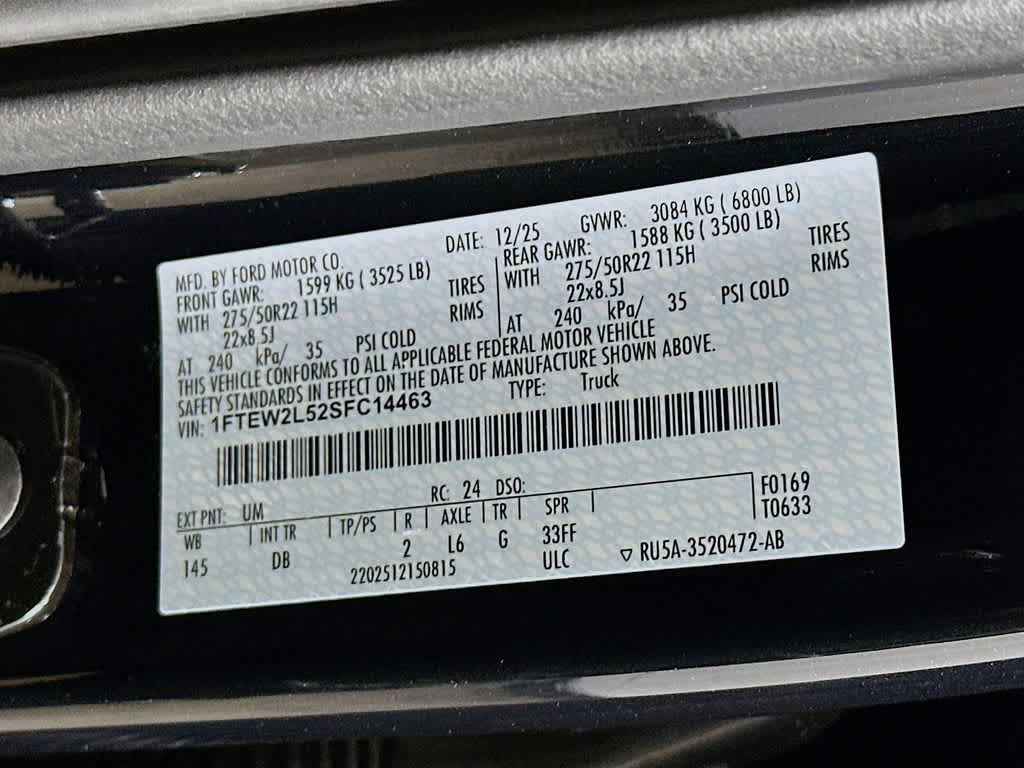 MFD. BY FORD MOTOR CO.
DATE: 12/25 GVWR: 3084 KG ( 6800 LB)
FRONT GAWR: 1599 KG ( 3525 LB)
REAR GAWR: 1588 KG ( 3500 LB)
WITH 275/50R22 115H TIRES
WITH 275/50R22 115H TIRES
22x8.5J RIMS
22x8.5J RIMS
AT 240 kPa/ 35 PSI COLD
AT 240 kPa/ 35 PSI COLD
THIS VEHICLE CONFORMS TO ALL APPLICABLE FEDERAL MOTOR VEHICLE
SAFETY STANDARDS IN EFFECT ON THE DATE OF MANUFACTURE SHOWN ABOVE.
VIN: 1FTEW2L52SFC14463 TYPE: Truck
EXT PNT: UM RC: 24 DSO: F0169
WB INT TR TP/PS R AXLE TR SPR T0633
145 DB 2 L6 G 33FF
2202512150815 ULC ▽ RU5A-3520472-AB